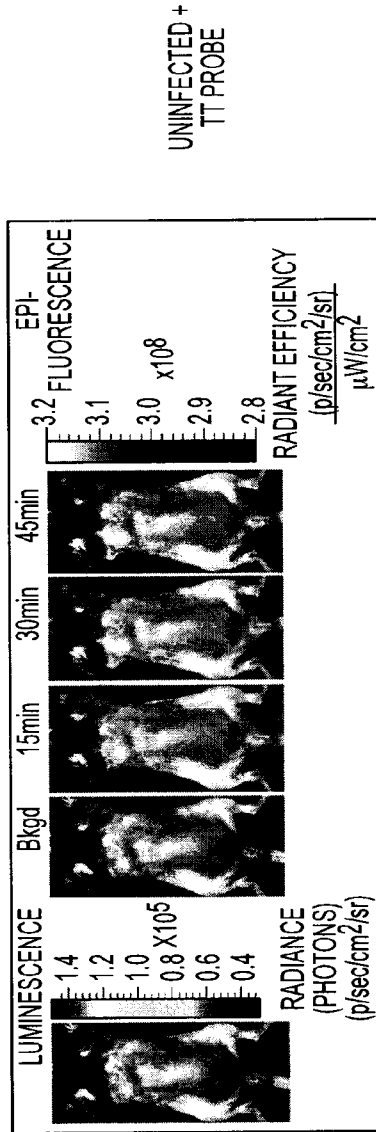 LUMINESCENCE
1.4
1.2
1.0
0.8
0.6
0.4
X10⁵
RADIANCE
(PHOTONS)
(p/sec/cm²/sr)
Bkgd
15min
30min
45min
EPI-
FLUORESCENCE
3.2
3.1
3.0
2.9
2.8
x10⁸
RADIANT EFFICIENCY
(p/sec/cm²/sr)
µW/cm²
UNINFECTED +
TT PROBE